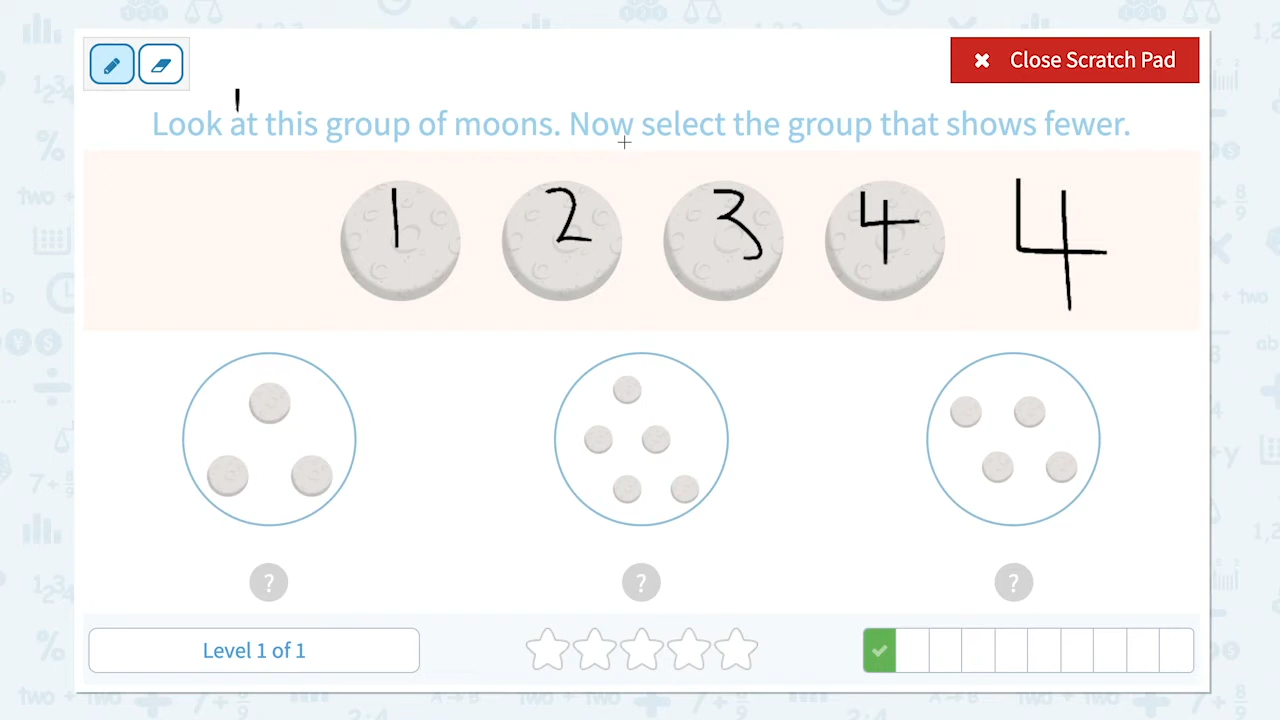 Close Scratch Pad
Look at this group of moons. Now select the group that shows fewer.
1 2 3 4 4
? ? ?
Level 1 of 1